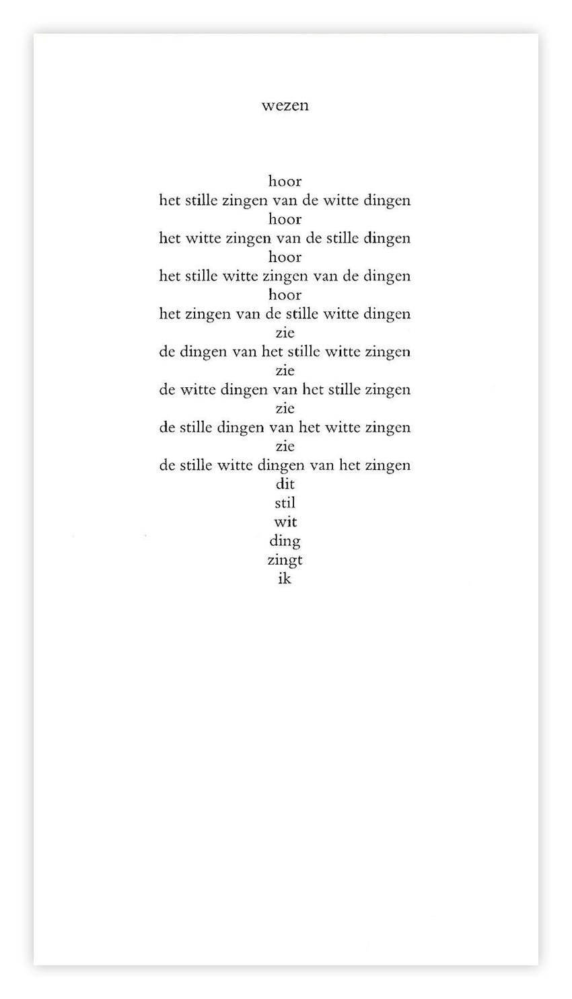 wezen
hoor
het stille zingen van de witte dingen
hoor
het witte zingen van de stille dingen
hoor
het stille witte zingen van de dingen
hoor
het zingen van de stille witte dingen
zie
de dingen van het stille witte zingen
zie
de witte dingen van het stille zingen
zie
de stille dingen van het witte zingen
zie
de stille witte dingen van het zingen
dit
stil
wit
ding
zingt
ik